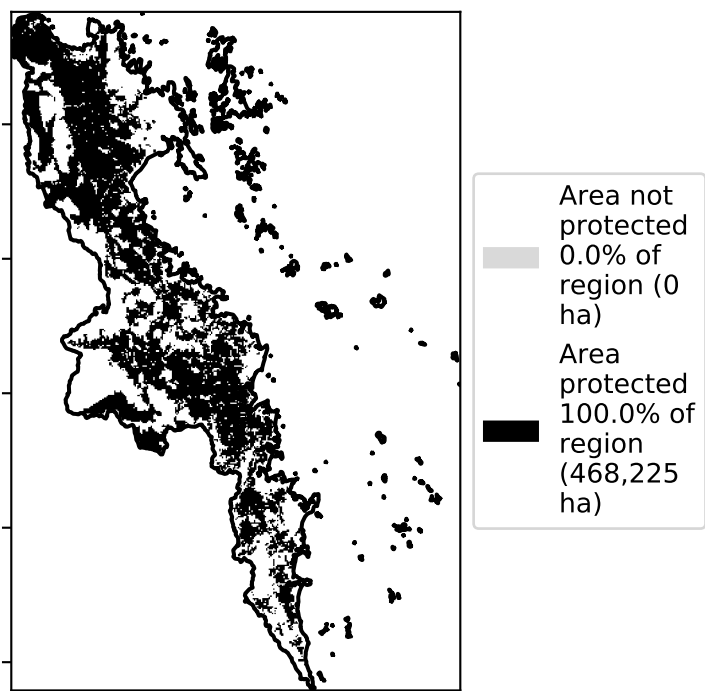 Area not
protected
0.0% of
region (0
ha)
Area
protected
100.0% of
region
(468,225
ha)